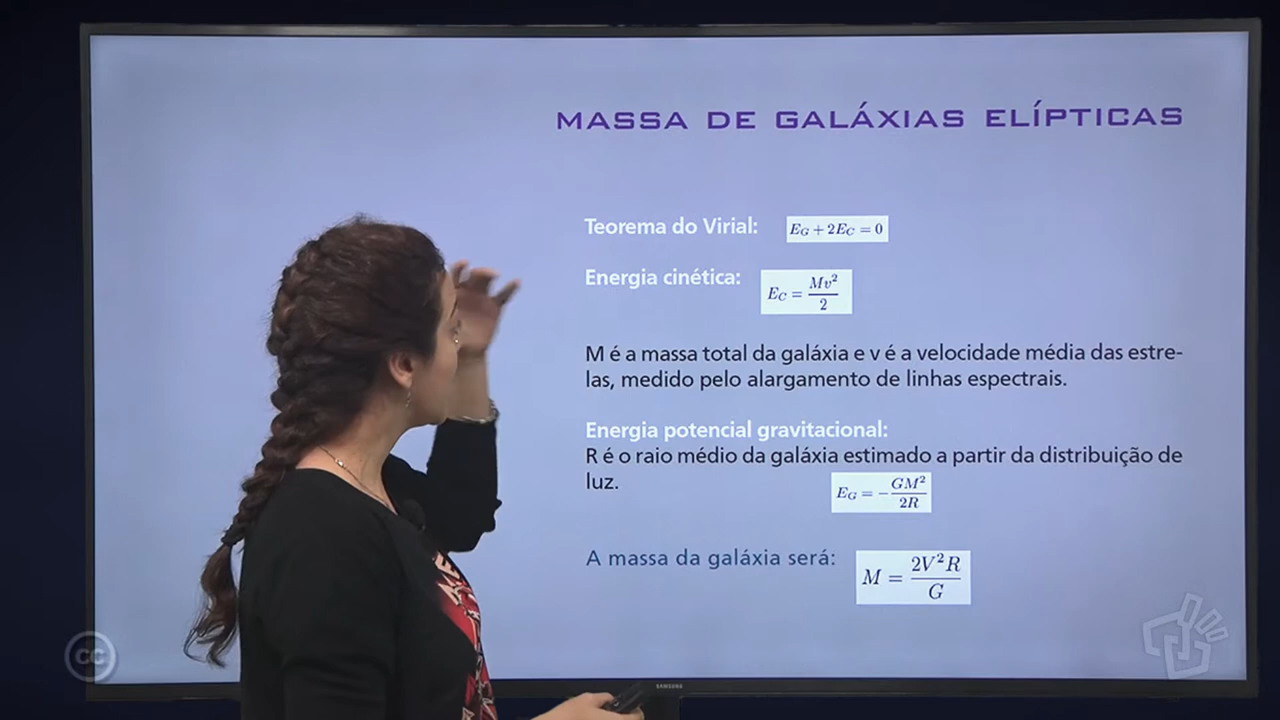 MASSA DE GALÁXIAS ELÍPTICAS
Teorema do Virial: E_G + 2E_C = 0
Energia cinética: E_C = Mv²/2
M é a massa total da galáxia e v é a velocidade média das estre-
las, medido pelo alargamento de linhas espectrais.
Energia potencial gravitacional:
R é o raio médio da galáxia estimado a partir da distribuição de
luz. E_G = -GM²/2R
A massa da galáxia será: M = 2V²R/G
cc
SAMSUNG